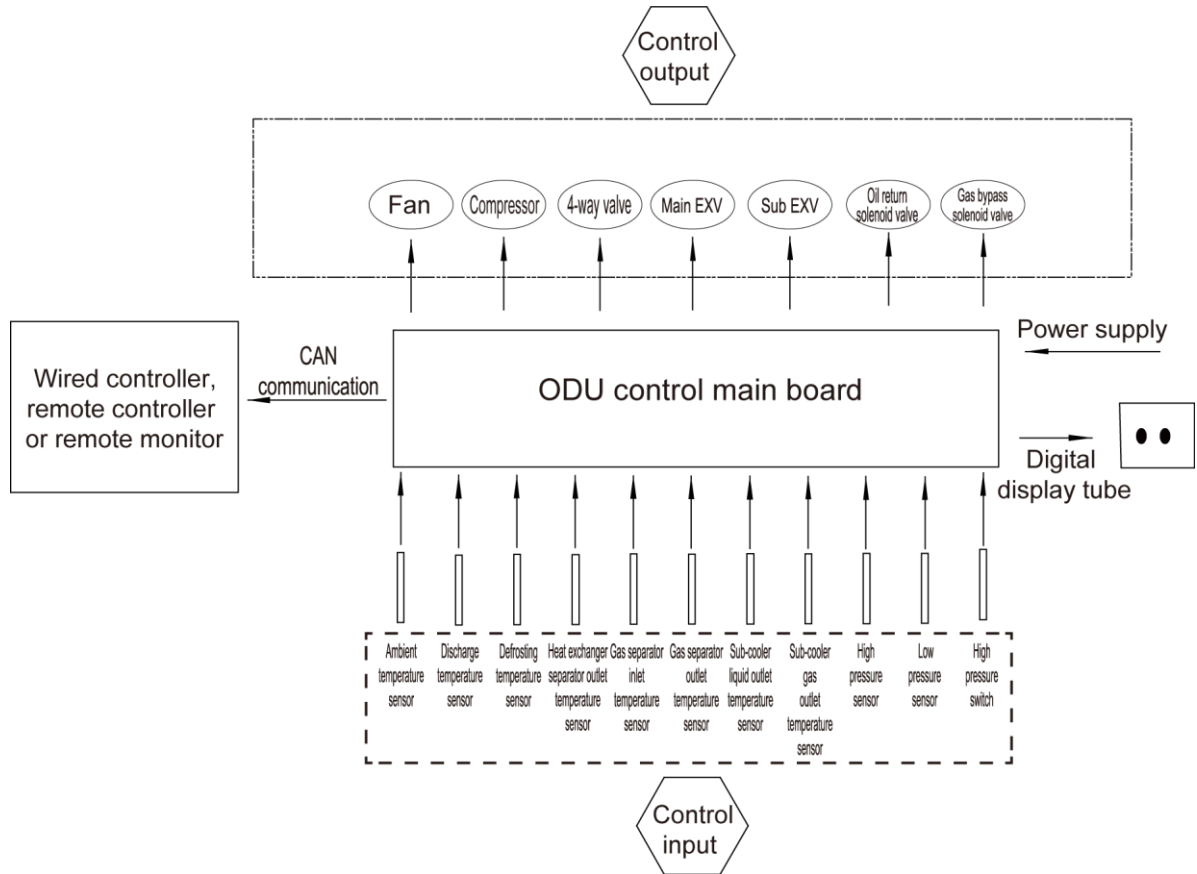 Control
output
Fan
Compressor
4-way valve
Main EXV
Sub EXV
Oil return
solenoid valve
Gas bypass
solenoid valve
Wired controller,
remote controller
or remote monitor
CAN
communication
ODU control main board
Power supply
Digital
display tube
Ambient
temperature
sensor
Discharge
temperature
sensor
Defrosting
temperature
sensor
Heat exchanger
separator outlet
temperature
sensor
Gas separator
inlet
temperature
sensor
Gas separator
outlet
temperature
sensor
Sub-cooler
liquid outlet
temperature
sensor
Sub-cooler
gas
outlet
temperature
sensor
High
pressure
sensor
Low
pressure
sensor
High
pressure
switch
Control
input